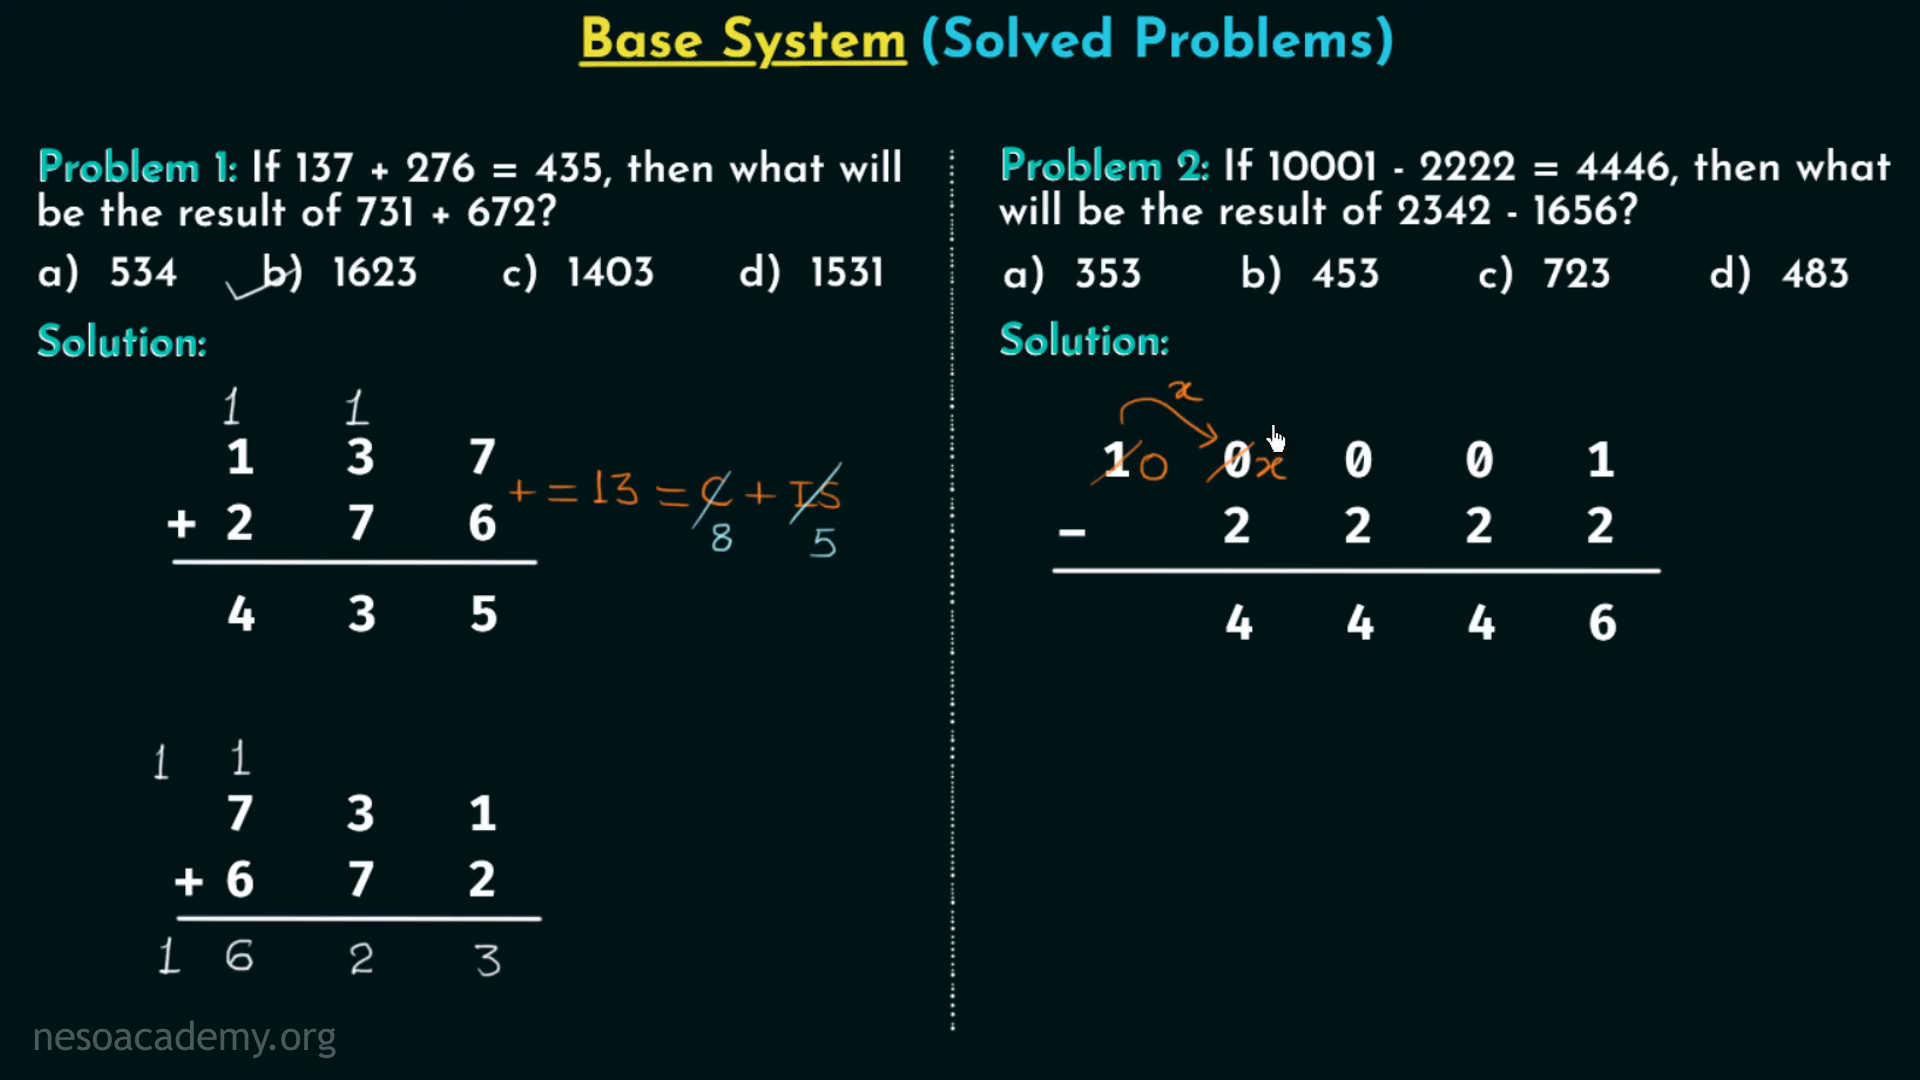 Base System (Solved Problems)
Problem 1: If 137 + 276 = 435, then what will
be the result of 731 + 672?
a) 534 b) 1623 c) 1403 d) 1531
Solution:
1 1
1 3 7
+ = 13 = C + IS
+ 2 7 6
8 5
4 3 5
1 1
7 3 1
+ 6 7 2
1 6 2 3
Problem 2: If 10001 - 2222 = 4446, then what
will be the result of 2342 - 1656?
a) 353 b) 453 c) 723 d) 483
Solution:
x
1 0 0 x 0 0 1
- 2 2 2 2
4 4 4 6
nesoacademy.org